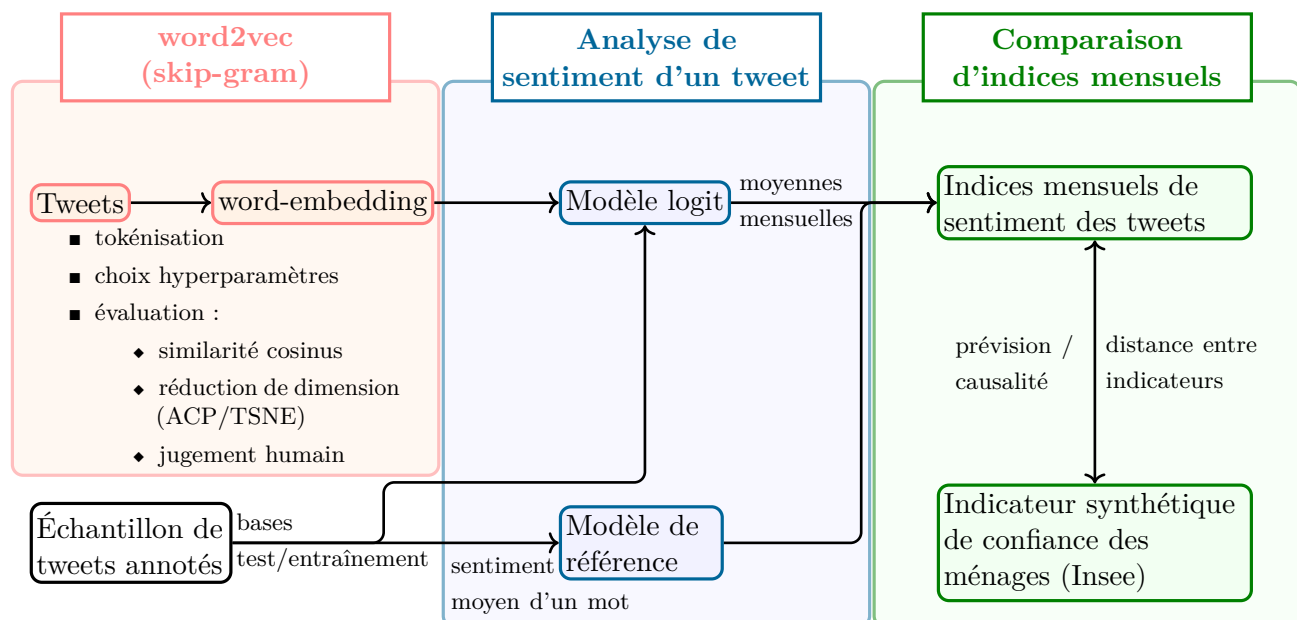 word2vec
(skip-gram)
Analyse de
sentiment d'un tweet
Comparaison
d'indices mensuels
Tweets
word-embedding
■ tokénisation
■ choix hyperparamètres
■ évaluation :
◆ similarité cosinus
◆ réduction de dimension
(ACP/TSNE)
◆ jugement humain
Échantillon de
tweets annotés
bases
test/entraînement
Modèle logit
moyennes
mensuelles
Modèle de
référence
sentiment
moyen d'un mot
Indices mensuels de
sentiment des tweets
prévision /
causalité
distance entre
indicateurs
Indicateur synthétique
de confiance des
ménages (Insee)